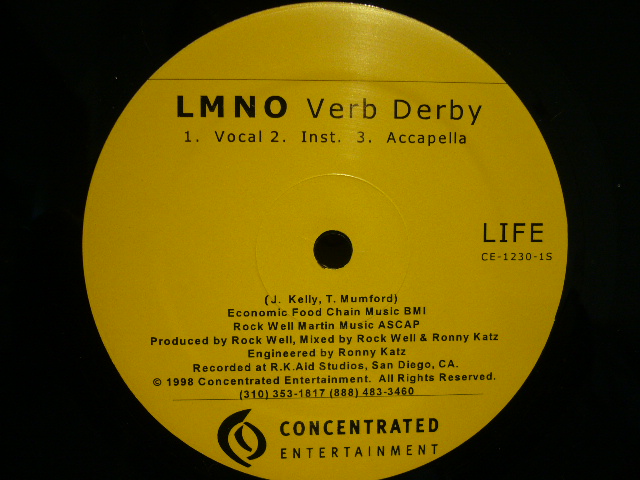 LMNO Verb Derby
1. Vocal 2. Inst. 3. Accapella
LIFE
CE-1230-1S
(J. Kelly, T. Mumford)
Economic Food Chain Music BMI
Rock Well Martin Music ASCAP
Produced by Rock Well, Mixed by Rock Well & Ronny Katz
Engineered by Ronny Katz
Recorded at R.K.Aid Studios, San Diego, CA.
© 1998 Concentrated Entertainment. All Rights Reserved.
(310) 353-1817 (888) 483-3460
CONCENTRATED
ENTERTAINMENT